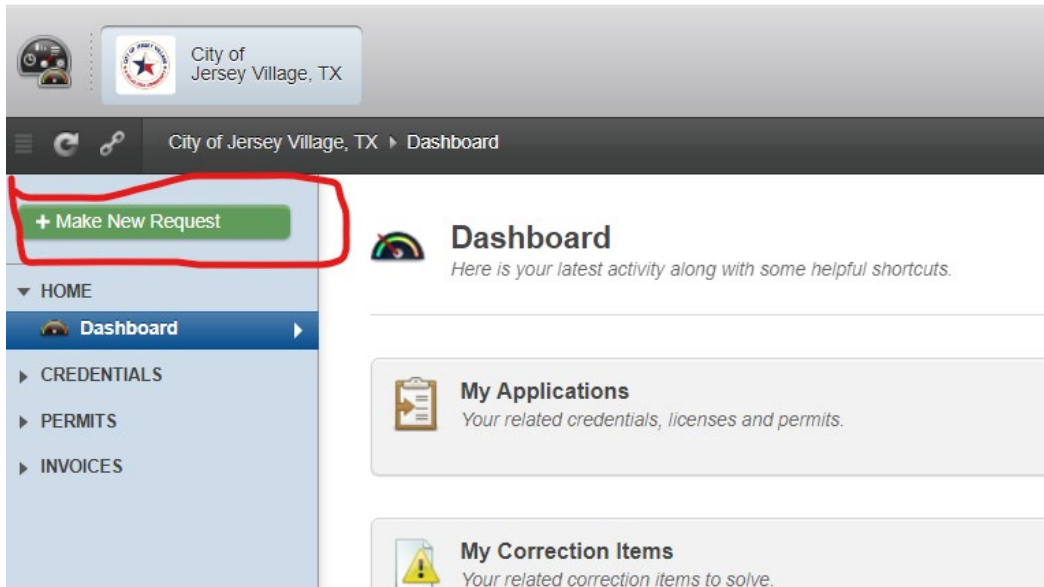 City of
Jersey Village, TX
City of Jersey Village, TX Dashboard
+ Make New Request
Dashboard
Here is your latest activity along with some helpful shortcuts.
HOME
Dashboard
CREDENTIALS
PERMITS
INVOICES
My Applications
Your related credentials, licenses and permits.
My Correction Items
Your related correction items to solve.